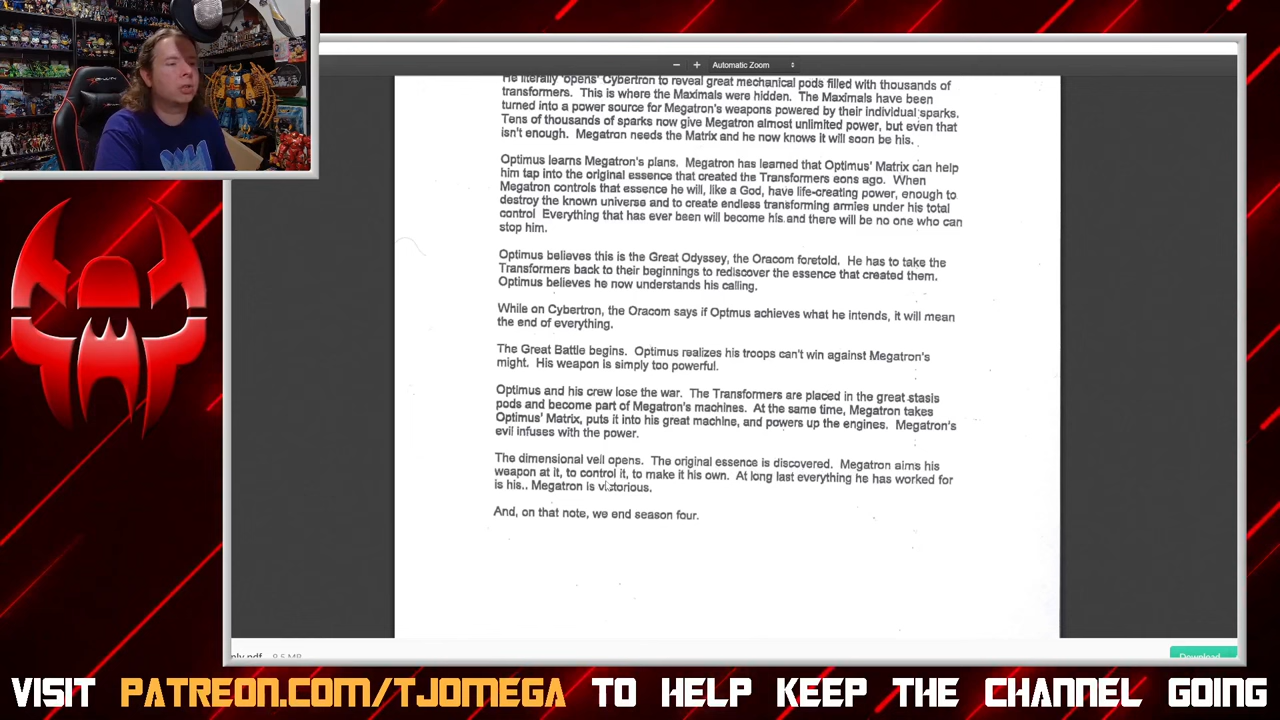 Automatic Zoom
He literally 'opens' Cybertron to reveal great mechanical pods filled with thousands of
transformers. This is where the Maximals were hidden. The Maximals have been
turned into a power source for Megatron's weapons powered by their individual sparks.
Tens of thousands of sparks now give Megatron almost unlimited power, but even that
isn't enough. Megatron needs the Matrix and he now knows it will soon be his.
Optimus learns Megatron's plans. Megatron has learned that Optimus' Matrix can help
him tap into the original essence that created the Transformers eons ago. When
Megatron controls that essence he will, like a God, have life-creating power, enough to
destroy the known universe and to create endless transforming armies under his total
control Everything that has ever been will become his and there will be no one who can
stop him.
Optimus believes this is the Great Odyssey, the Oracom foretold. He has to take the
Transformers back to their beginnings to rediscover the essence that created them.
Optimus believes he now understands his calling.
While on Cybertron, the Oracom says if Optmus achieves what he intends, it will mean
the end of everything.
The Great Battle begins. Optimus realizes his troops can't win against Megatron's
might. His weapon is simply too powerful.
Optimus and his crew lose the war. The Transformers are placed in the great stasis
pods and become part of Megatron's machines. At the same time, Megatron takes
Optimus' Matrix, puts it into his great machine, and powers up the engines. Megatron's
evil infuses with the power.
The dimensional veil opens. The original essence is discovered. Megatron aims his
weapon at it, to control it, to make it his own. At long last everything he has worked for
is his.. Megatron is victorious.
And, on that note, we end season four.
9.5 MB
Download
VISIT PATREON.COM/TJOMEGA TO HELP KEEP THE CHANNEL GOING